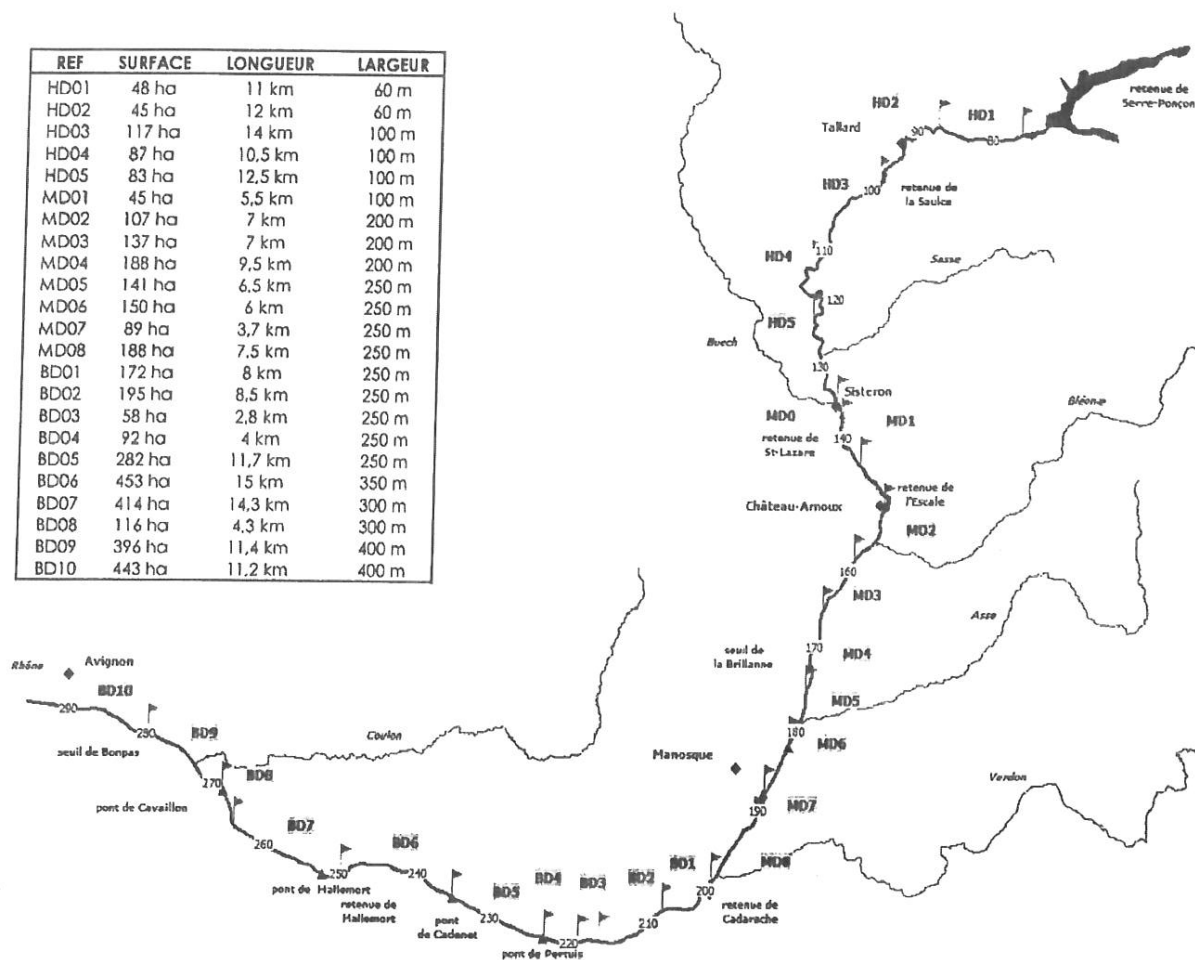 REF SURFACE LONGUEUR LARGEUR
HD01 48 ha 11 km 60 m
HD02 45 ha 12 km 60 m
HD03 117 ha 14 km 100 m
HD04 87 ha 10,5 km 100 m
HD05 83 ha 12,5 km 100 m
MD01 45 ha 5,5 km 100 m
MD02 107 ha 7 km 200 m
MD03 137 ha 7 km 200 m
MD04 188 ha 9,5 km 200 m
MD05 141 ha 6,5 km 250 m
MD06 150 ha 6 km 250 m
MD07 89 ha 3,7 km 250 m
MD08 188 ha 7,5 km 250 m
BD01 172 ha 8 km 250 m
BD02 195 ha 8,5 km 250 m
BD03 58 ha 2,8 km 250 m
BD04 92 ha 4 km 250 m
BD05 282 ha 11,7 km 250 m
BD06 453 ha 15 km 350 m
BD07 414 ha 14,3 km 300 m
BD08 116 ha 4,3 km 300 m
BD09 396 ha 11,4 km 400 m
BD10 443 ha 11,2 km 400 m
retenue de
Serre-Ponçon
HD2
HD1
Tallard
90
80
HD3
100
retenue de
la Saulce
110
HD4
Sasse
120
HD5
Buech
130
Sisteron
MD0
MD1
Bléone
140
retenue de
St-Lazare
retenue de
l'Escale
Château-Arnoux
MD2
160
MD3
Asse
170
seuil de
la Brillanne
MD4
MD5
180
MD6
Manosque
Verdon
190
MD7
MD8
200
retenue de
Cadarache
BD1
BD2
210
BD3
BD4
220
pont de Pertuis
BD5
230
pont
de Cadenet
BD6
240
250
pont de Mallemort
retenue de
Mallemort
BD7
260
BD8
270
pont de Cavaillon
Coulon
BD9
280
seuil de Bonpas
BD10
290
Avignon
Rhône